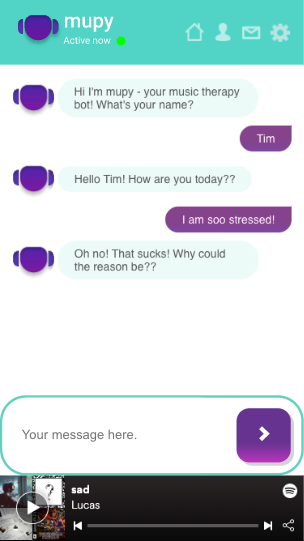 mupy
Active now
Hi I'm mupy - your music therapy
bot! What's your name?
Tim
Hello Tim! How are you today??
I am soo stressed!
Oh no! That sucks! Why could
the reason be??
Your message here.
?
sad
Lucas